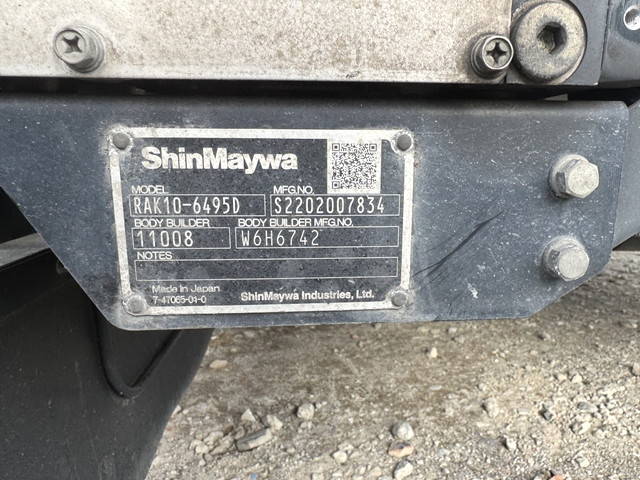 ShinMaywa
MODEL MFG.NO.
RAK10-6495D S2202007834
BODY BUILDER BODY BUILDER MFG.NO.
11008 W6H6742
NOTES
Made in Japan
7-47065-04-0 ShinMaywa Industries, Ltd.